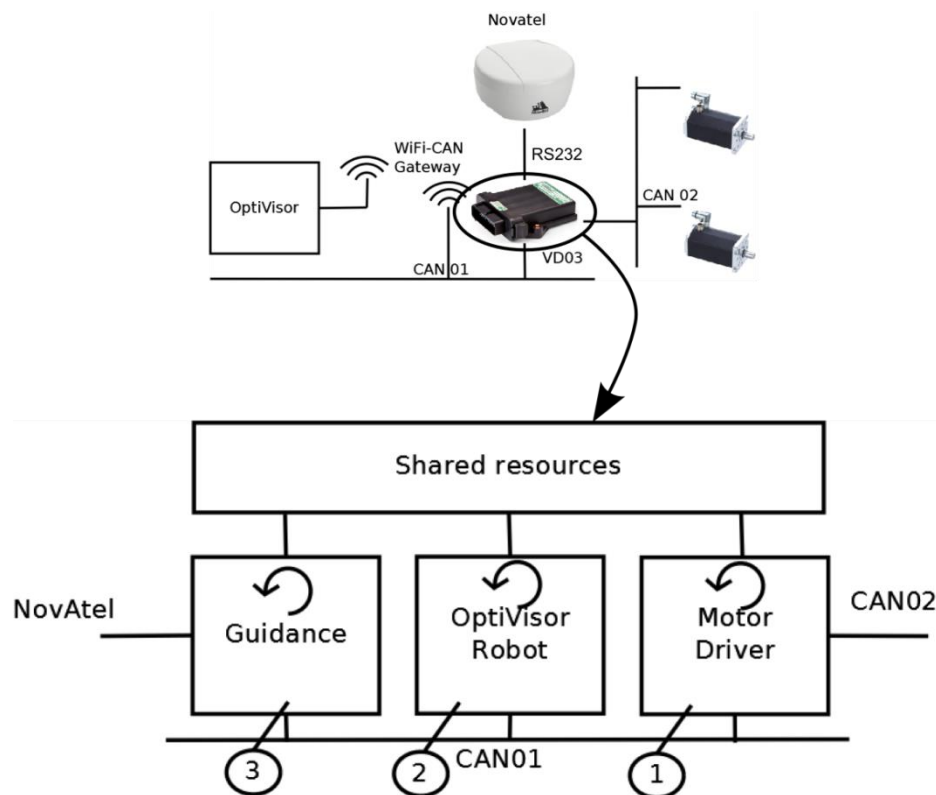 Novatel
WiFi-CAN
Gateway
RS232
OptiVisor
CAN 02
VD03
CAN 01
Shared resources
NovAtel
Guidance
OptiVisor
Robot
Motor
Driver
CAN02
CAN01
3
2
1